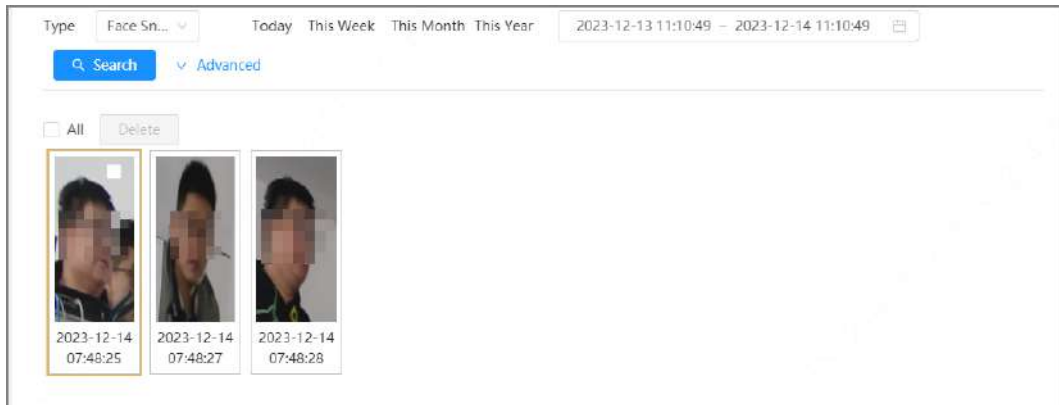 Type Face Sn... Today This Week This Month This Year 2023-12-13 11:10:49 – 2023-12-14 11:10:49
Search Advanced
All Delete
2023-12-14 2023-12-14 2023-12-14
07:48:25 07:48:27 07:48:28